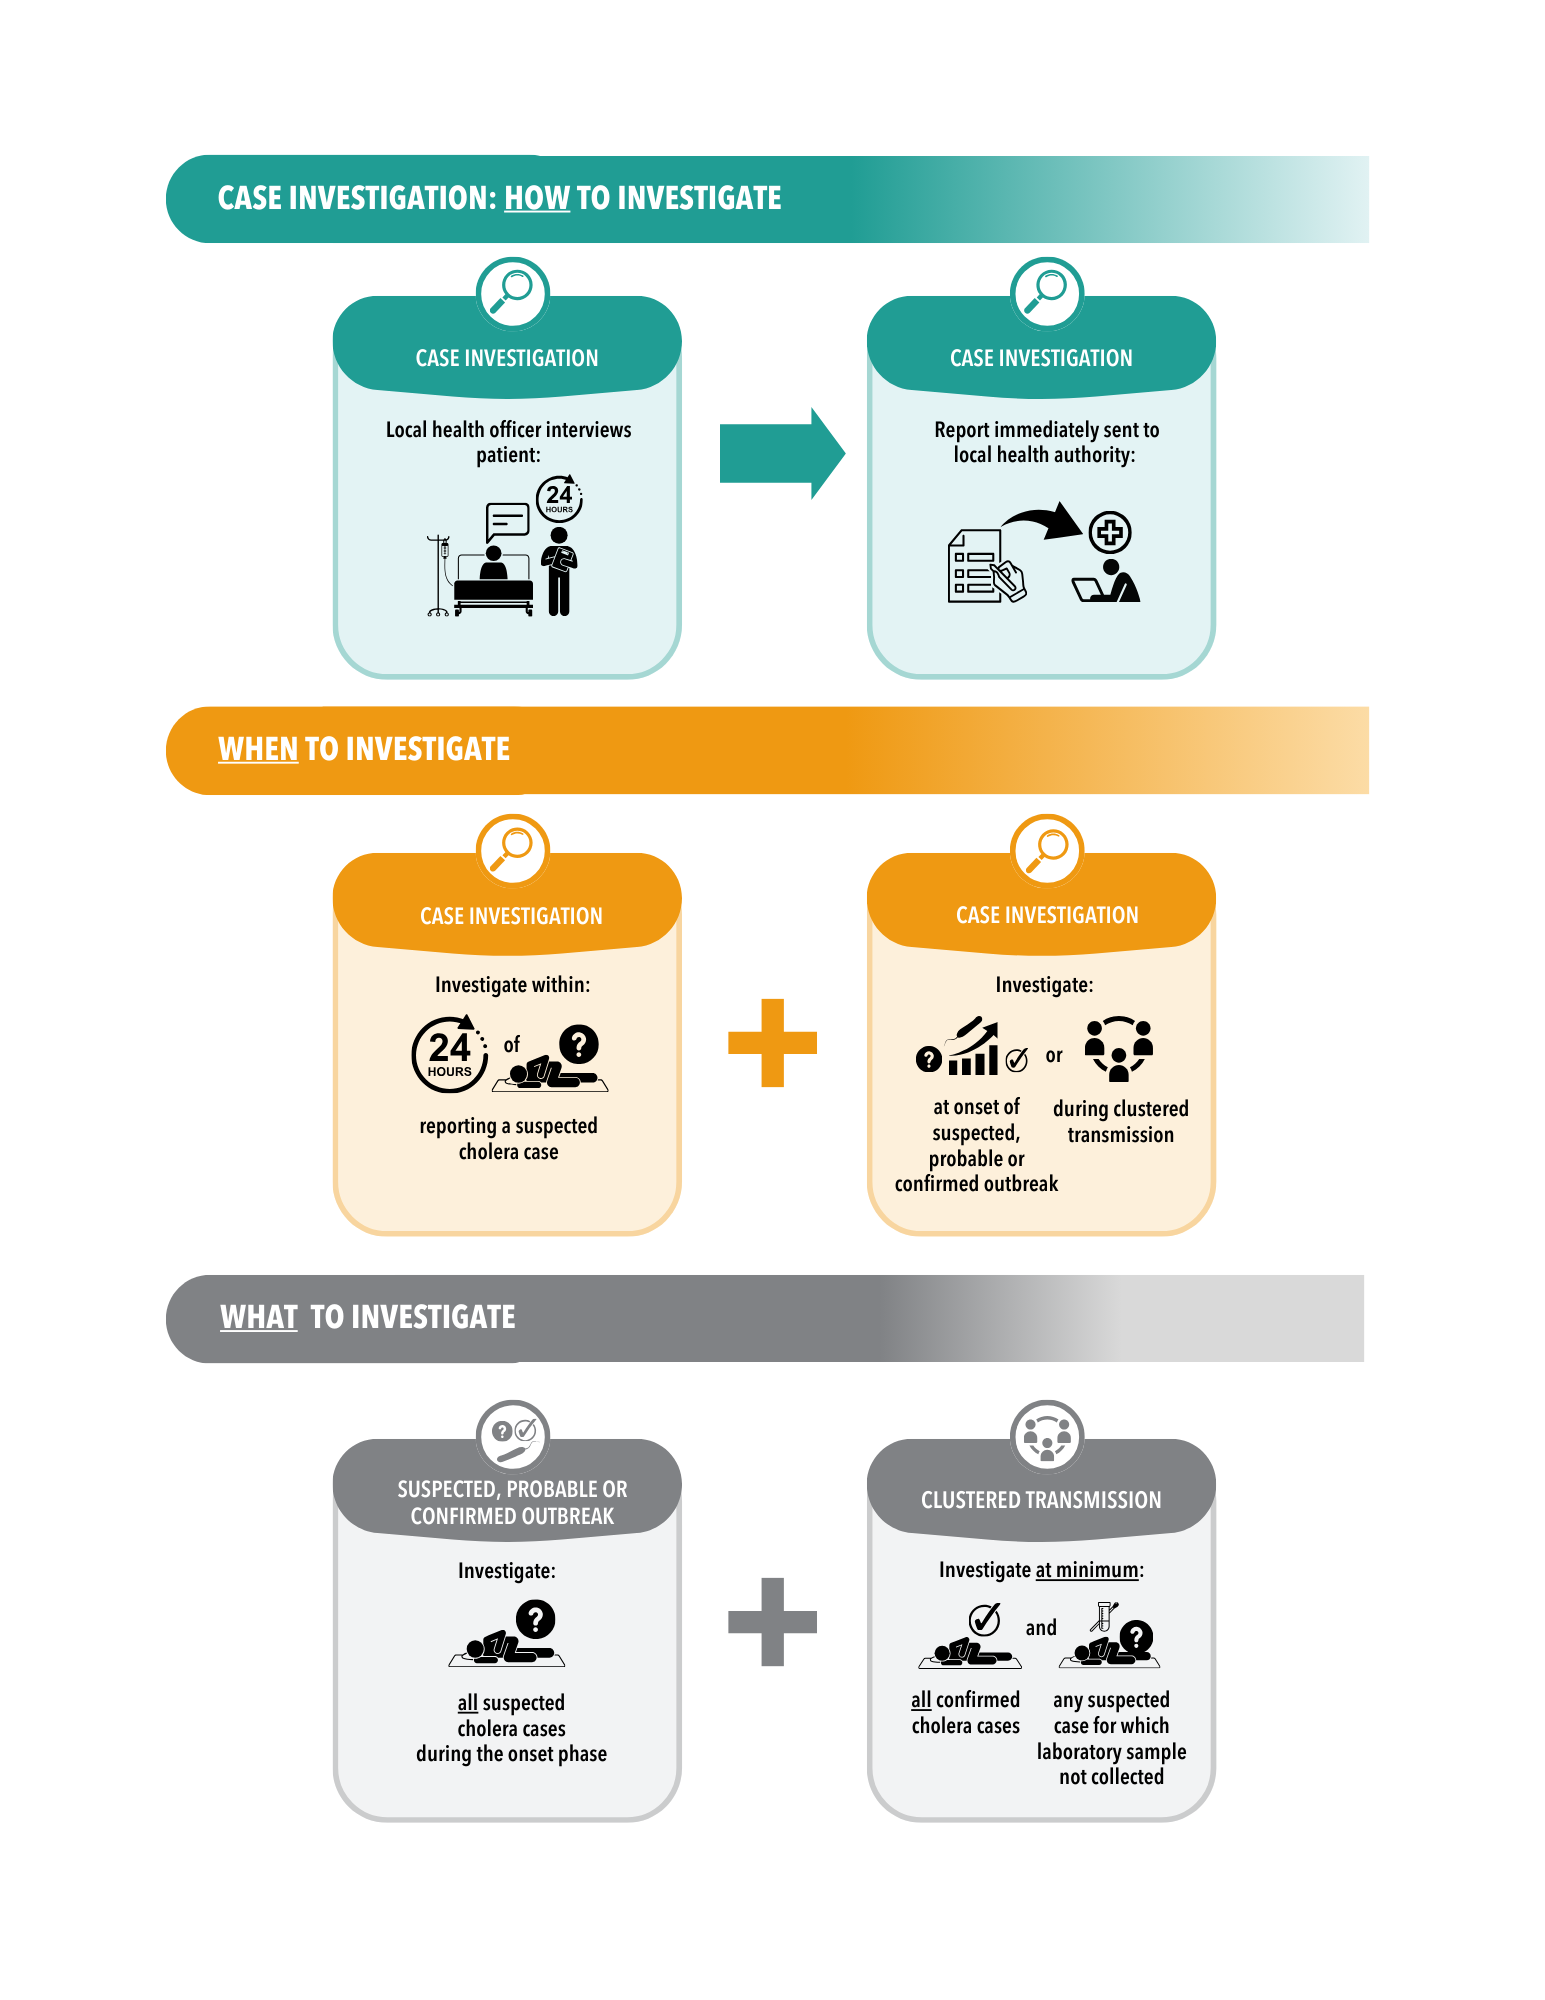 CASE INVESTIGATION: HOW TO INVESTIGATE
CASE INVESTIGATION
Local health officer interviews
patient:
24
HOURS
CASE INVESTIGATION
Report immediately sent to
local health authority:
WHEN TO INVESTIGATE
CASE INVESTIGATION
Investigate within:
24
HOURS
of
?
reporting a suspected
cholera case
CASE INVESTIGATION
Investigate:
?
or
at onset of
suspected,
probable or
confirmed outbreak
during clustered
transmission
WHAT TO INVESTIGATE
?
SUSPECTED, PROBABLE OR
CONFIRMED OUTBREAK
Investigate:
?
all suspected
cholera cases
during the onset phase
CLUSTERED TRANSMISSION
Investigate at minimum:
and
?
all confirmed
cholera cases
any suspected
case for which
laboratory sample
not collected